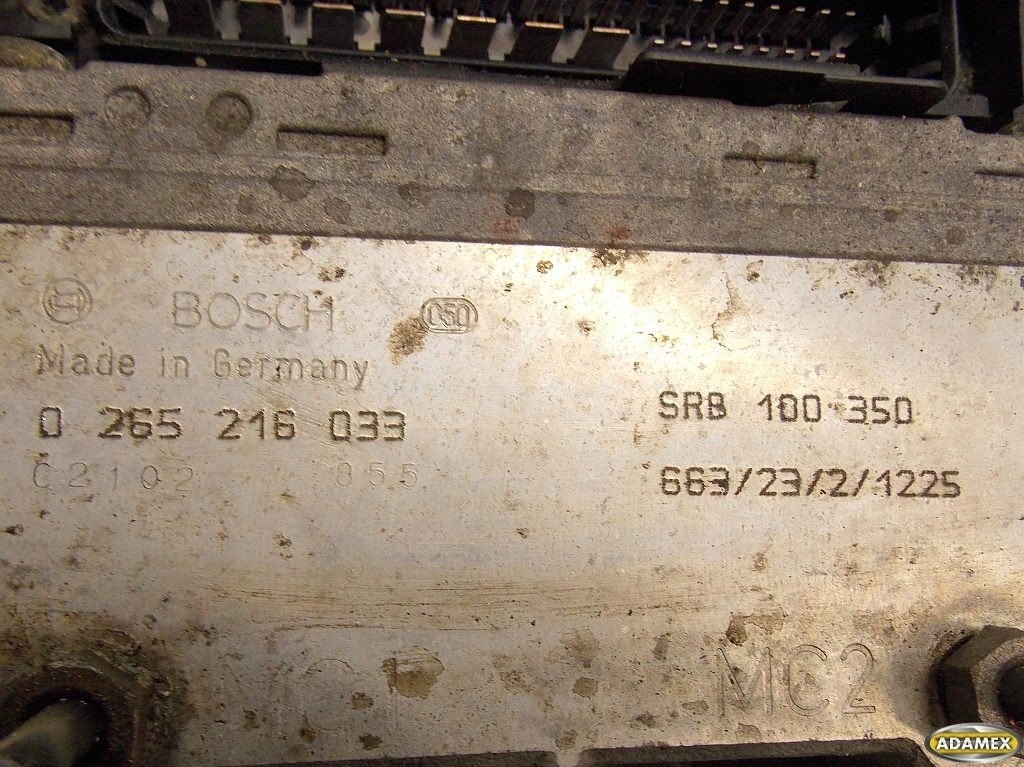 BOSCH
Made in Germany
0 265 216 033
C2102 855
SRB 100 350
663/23/2/1225
MC1 MC2
ADAMEX